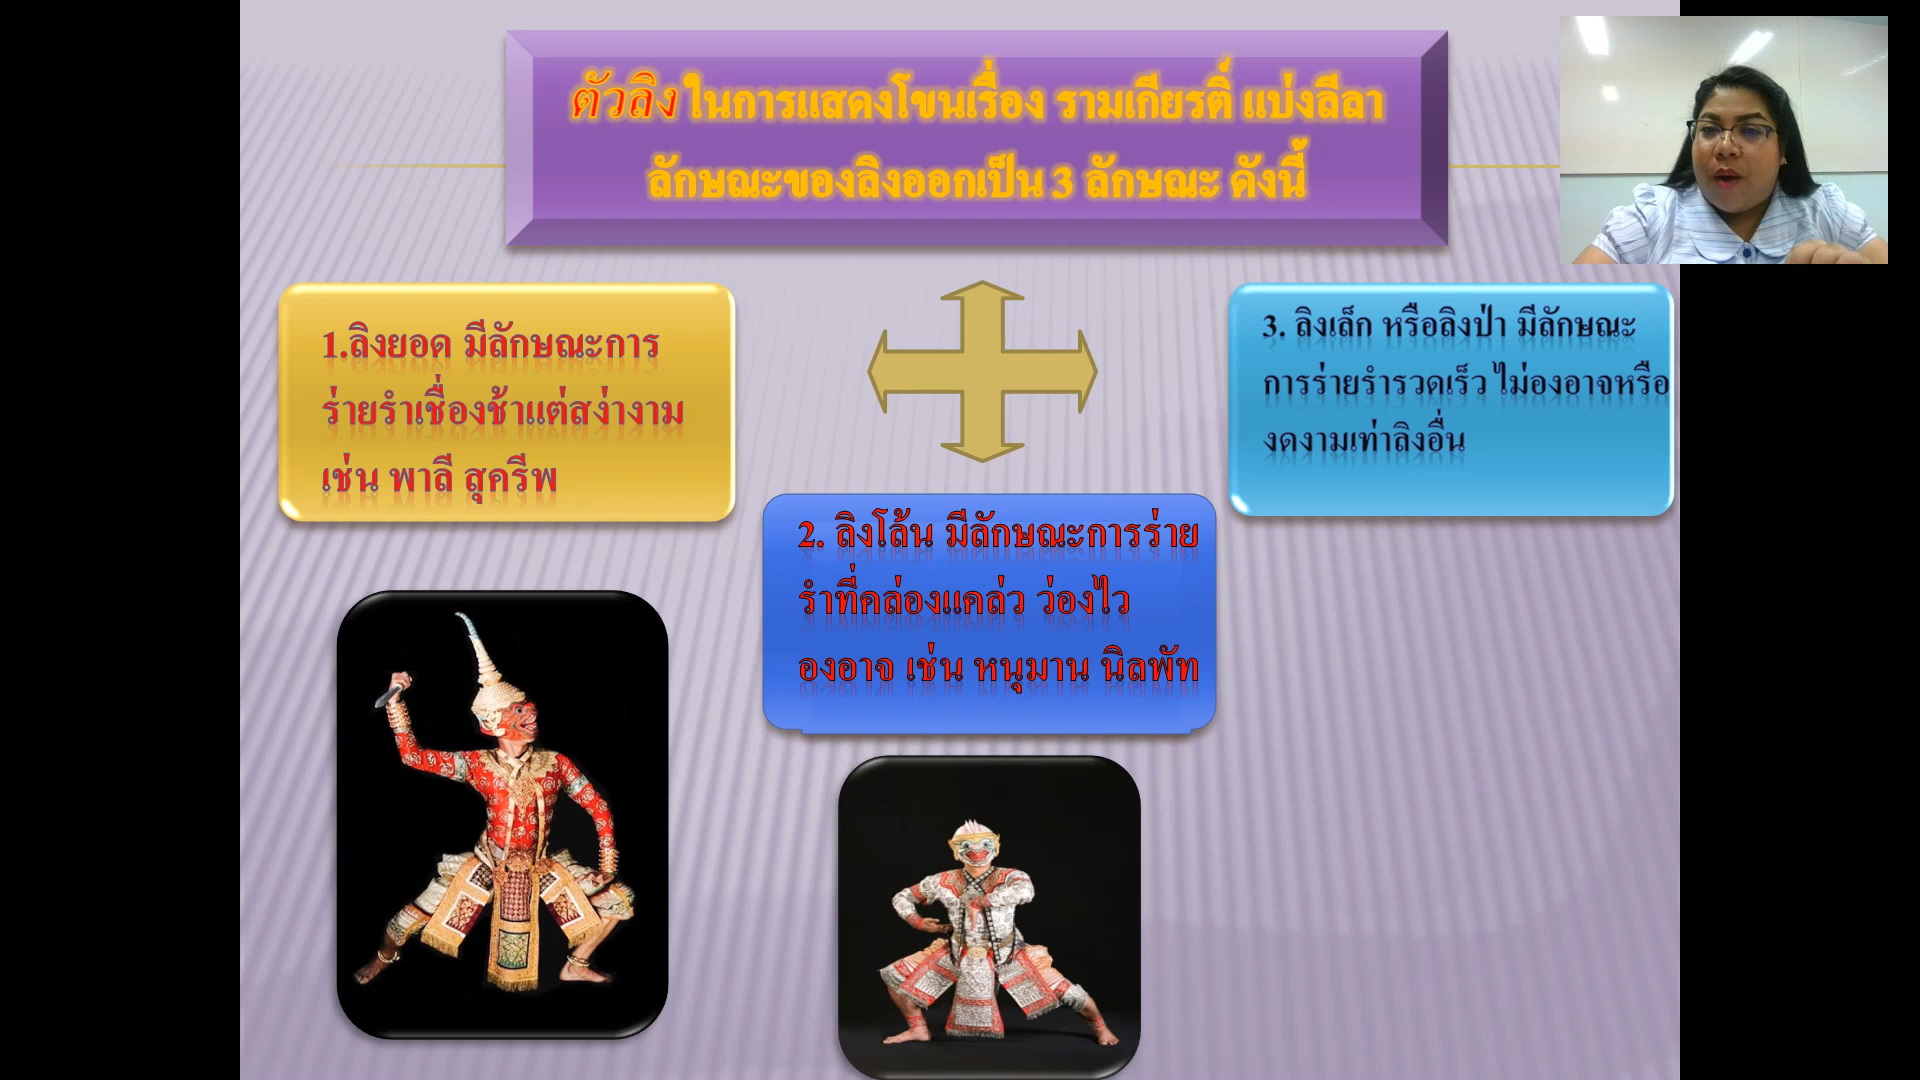 ตัวลิง ในการแสดงโขนเรื่อง รามเกียรติ์ แบ่งลีลา
ลักษณะของลิงออกเป็น 3 ลักษณะ ดังนี้
1.ลิงยอด มีลักษณะการ
ร่ายรำเชื่องช้าแต่สง่างาม
เช่น พาลี สุครีพ
2. ลิงโล้น มีลักษณะการร่าย
รำที่คล่องแคล่ว ว่องไว
องอาจ เช่น หนุมาน นิลพัท
3. ลิงเล็ก หรือลิงป่า มีลักษณะ
การร่ายรำรวดเร็ว ไม่องอาจหรือ
งดงามเท่าลิงอื่น